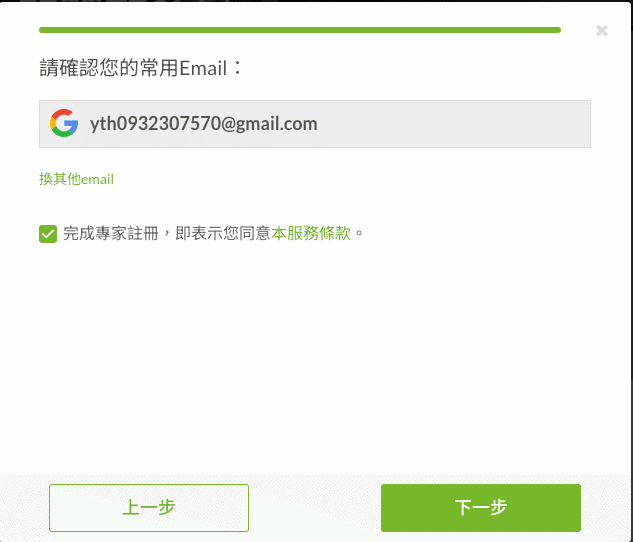 請確認您的常用Email：
yth0932307570@gmail.com
換其他email
完成專家註冊，即表示您同意本服務條款。
上一步
下一步